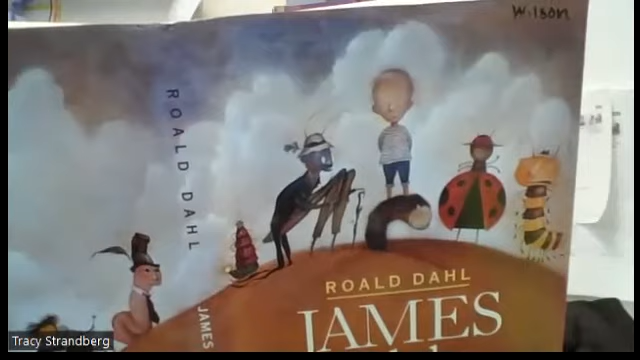 Wilson
ROALD DAHL
JAMES
ROALD DAHL
JAMES
Tracy Strandberg